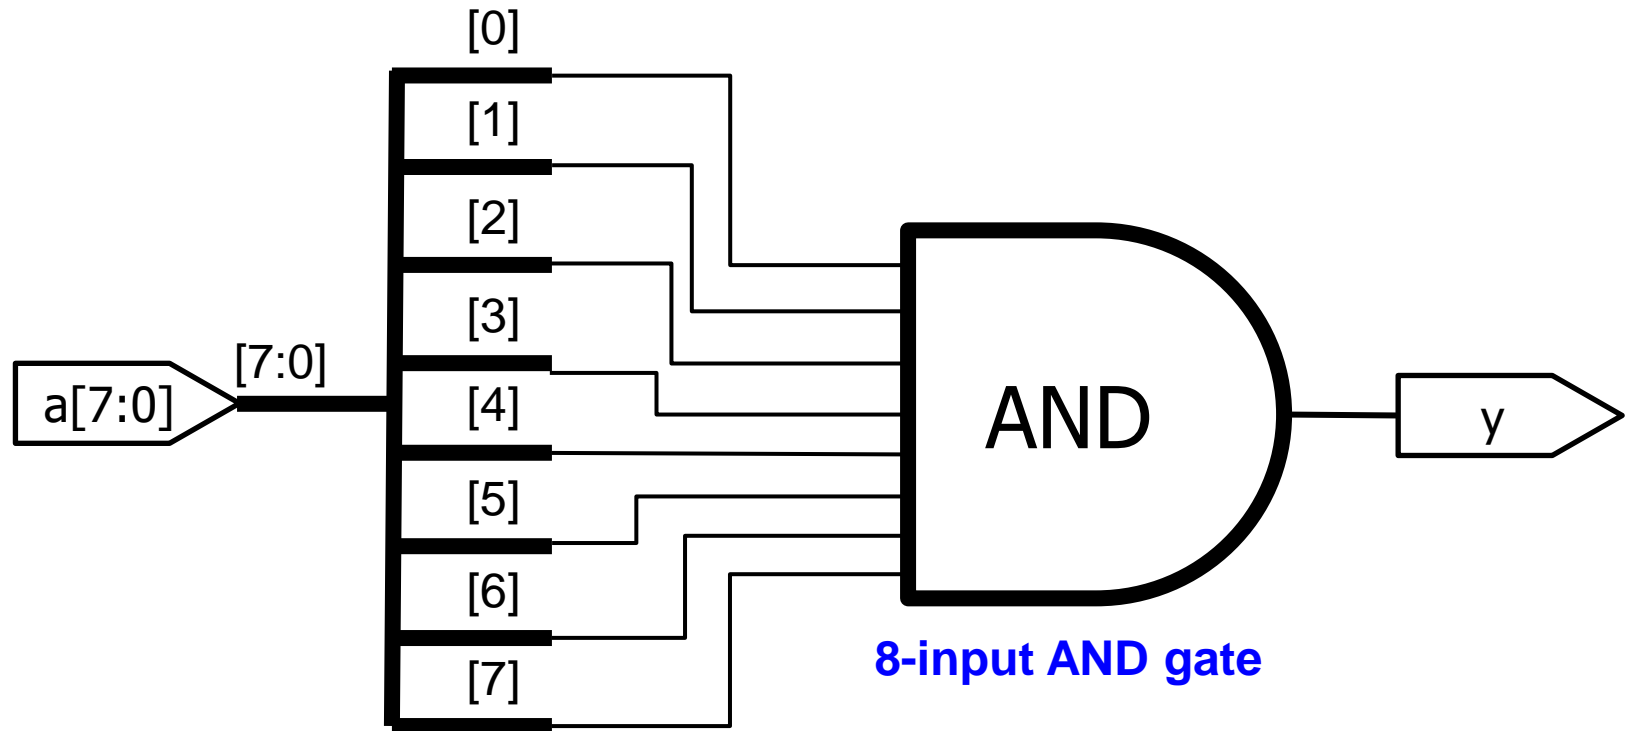 [0]
[1]
[2]
[3]
[7:0]
a[7:0]
[4]
AND
y
[5]
[6]
8-input AND gate
[7]